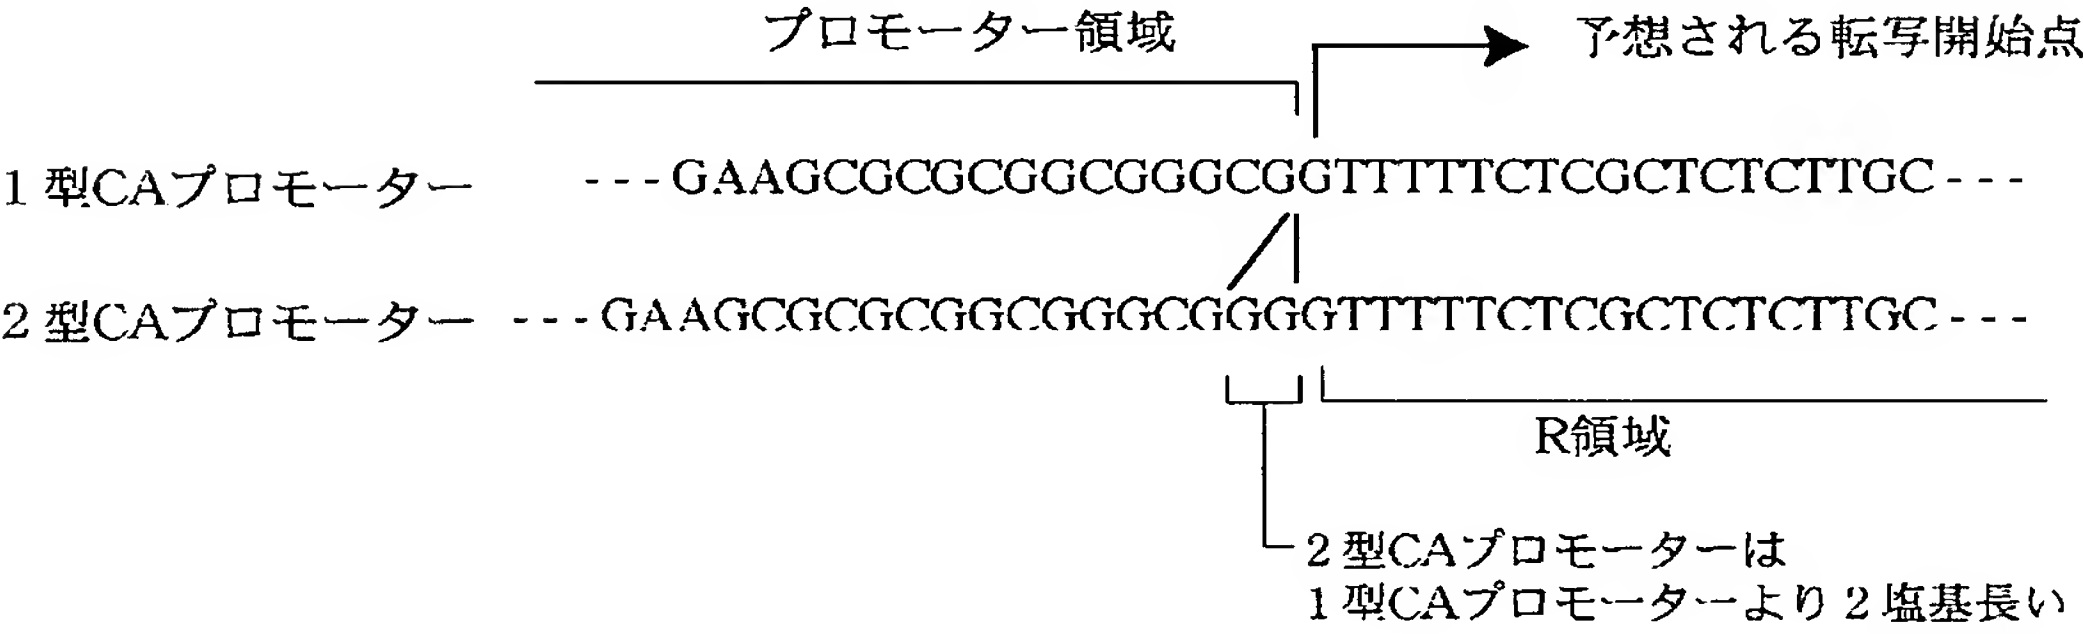 プロモーター領域
予想される転写開始点
1型CAプロモーター ---GAAGCGCGCGGCGGGCGGTTTTTCTCGCTCTCTTGC---
2型CAプロモーター ---GAAGCGCGCGGCGGGCGGGGTTTTTCTCGCTCTCTTGC---
R領域
2型CAプロモーターは
1型CAプロモーターより2塩基長い